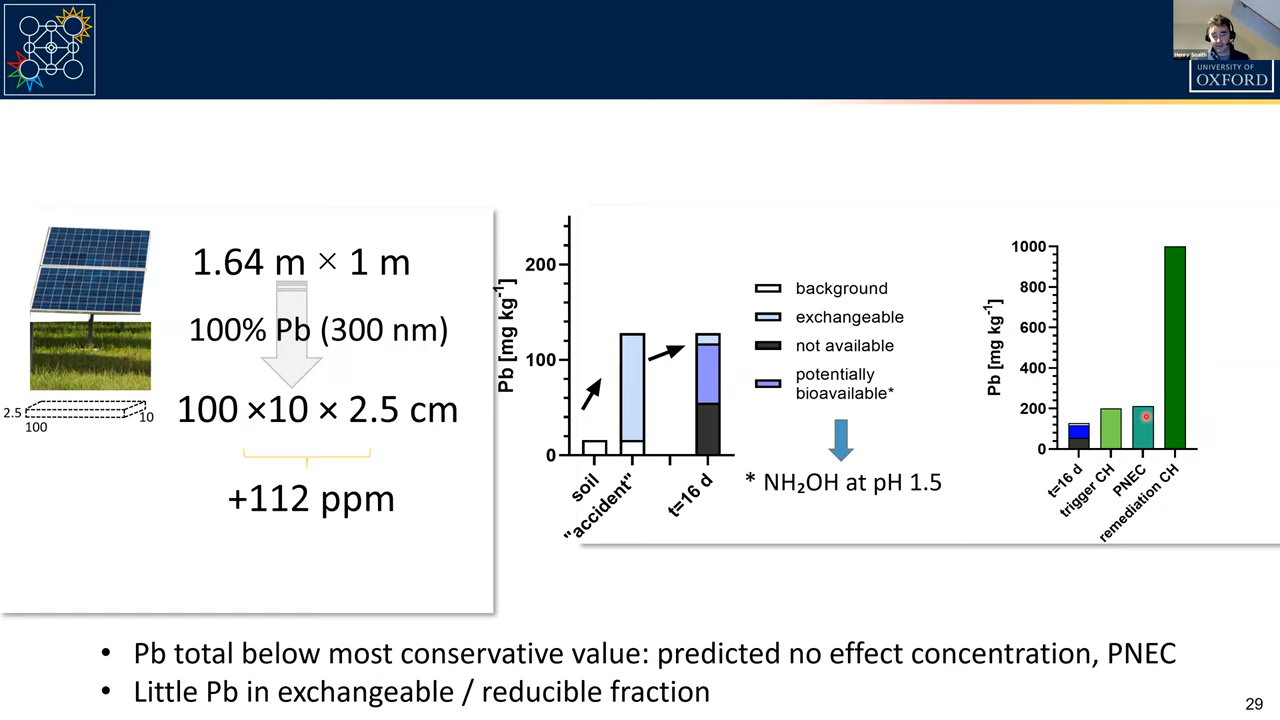 Henry Snaith
UNIVERSITY OF
OXFORD
1.64 m × 1 m
100% Pb (300 nm)
100 ×10 × 2.5 cm
2.5
10
100
+112 ppm
Pb [mg kg-1]
200
100
0
soil
"accident"
t=16 d
background
exchangeable
not available
potentially
bioavailable*
* NH₂OH at pH 1.5
Pb [mg kg-1]
1000
800
600
400
200
0
t=16 d
trigger CH
PNEC
remediation CH
• Pb total below most conservative value: predicted no effect concentration, PNEC
• Little Pb in exchangeable / reducible fraction
29